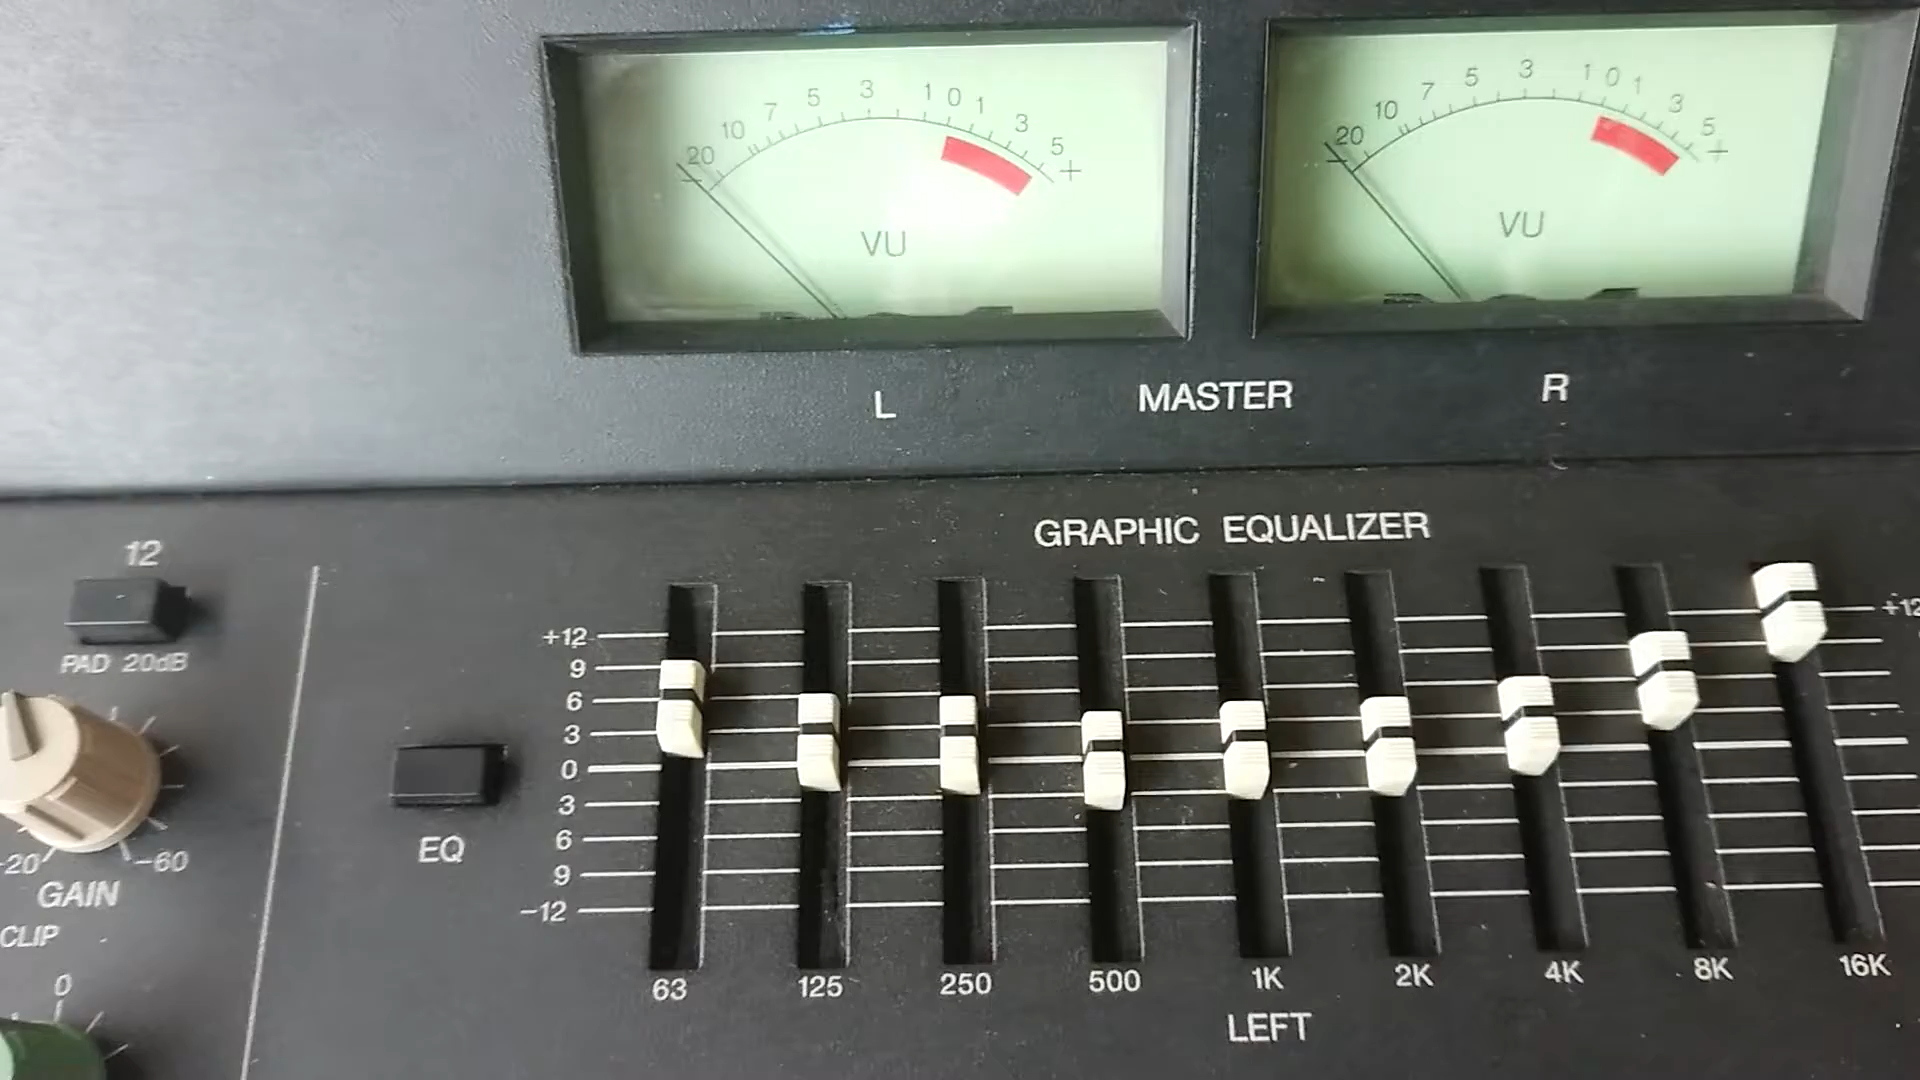 20 10 7 5 3 1 0 1 3 5 +
−
VU
20 10 7 5 3 1 0 1 3 5 +
−
VU
L MASTER R
GRAPHIC EQUALIZER
12
PAD 20dB
-20 -60
GAIN
CLIP
0
EQ
+12 +12
9
6
3
0
3
6
9
−12
63 125 250 500 1K 2K 4K 8K 16K
LEFT